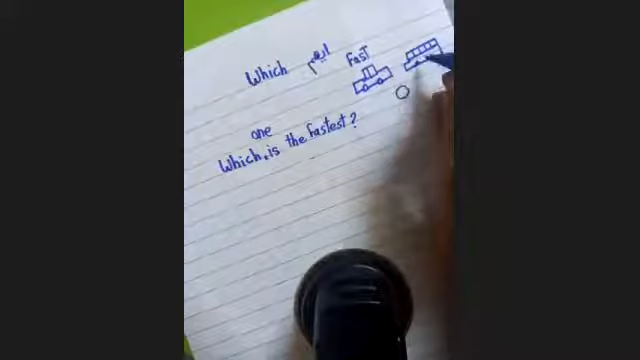 Which أيهم Fast
one
Which is the fastest?